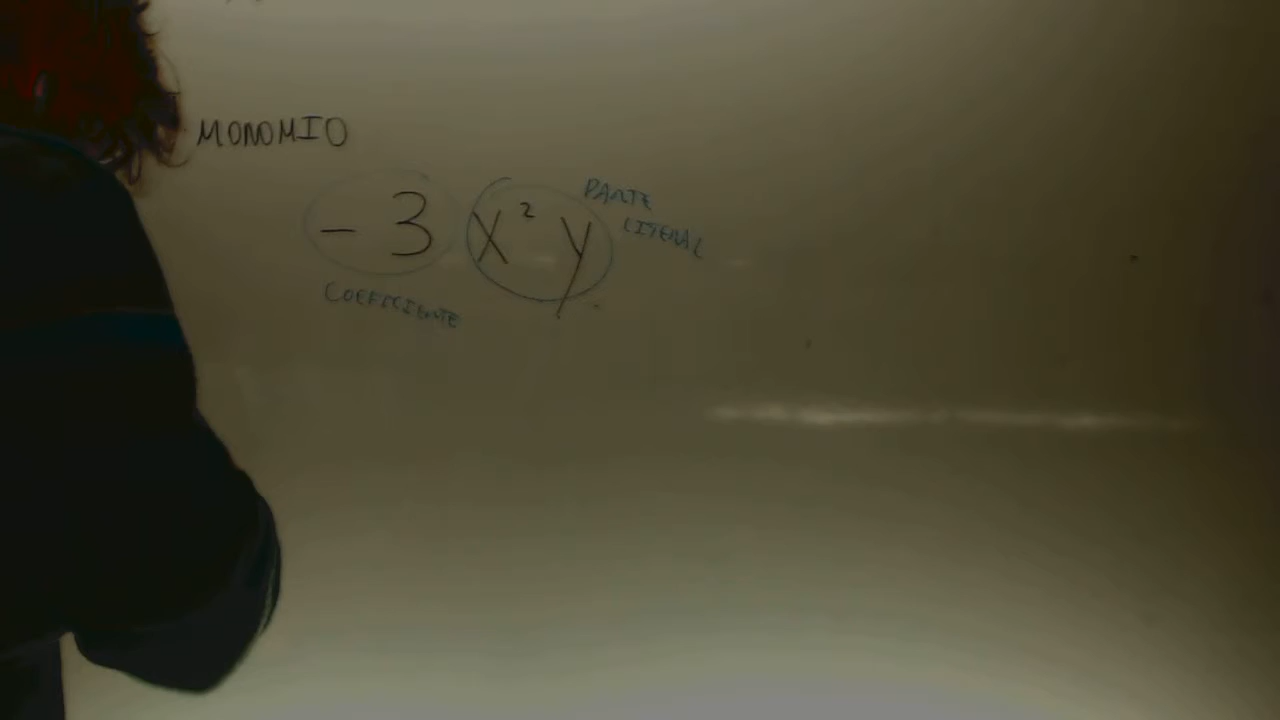 MONOMIO
- 3 x² y
PARTE
LITERAL
COEFICIENTE